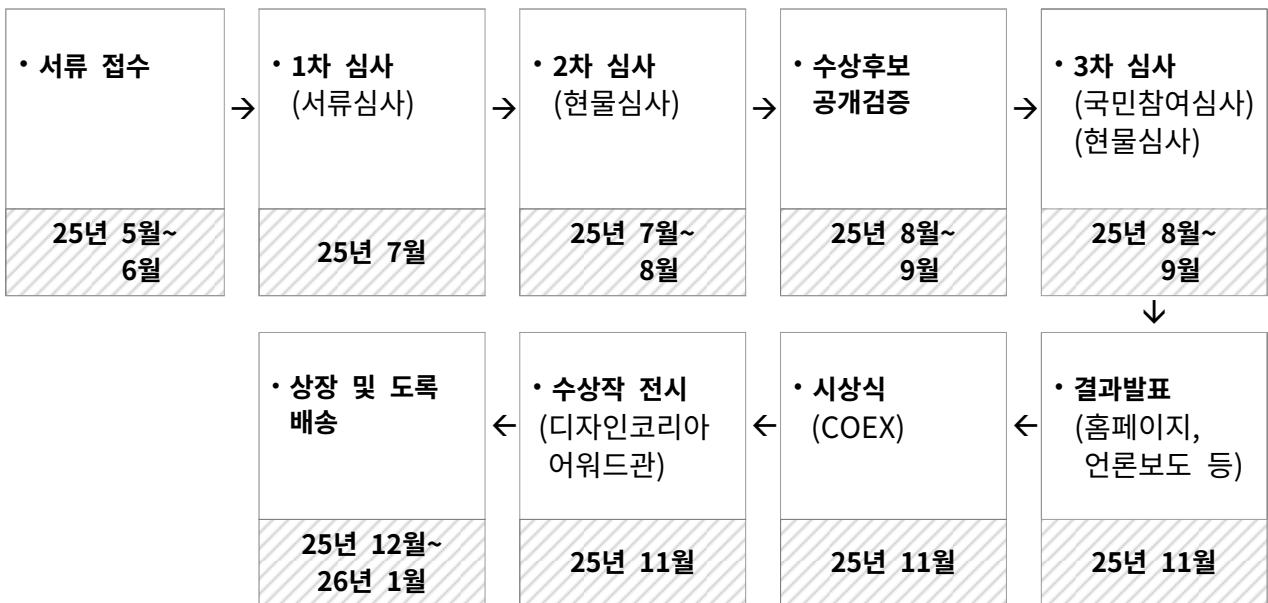 • 서류 접수
25년 5월~
6월
→
• 1차 심사
(서류심사)
25년 7월
→
• 2차 심사
(현물심사)
25년 7월~
8월
→
• 수상후보
공개검증
25년 8월~
9월
→
• 3차 심사
(국민참여심사)
(현물심사)
25년 8월~
9월
↓
• 결과발표
(홈페이지,
언론보도 등)
25년 11월
←
• 시상식
(COEX)
25년 11월
←
• 수상작 전시
(디자인코리아
어워드관)
25년 11월
←
• 상장 및 도록
배송
25년 12월~
26년 1월